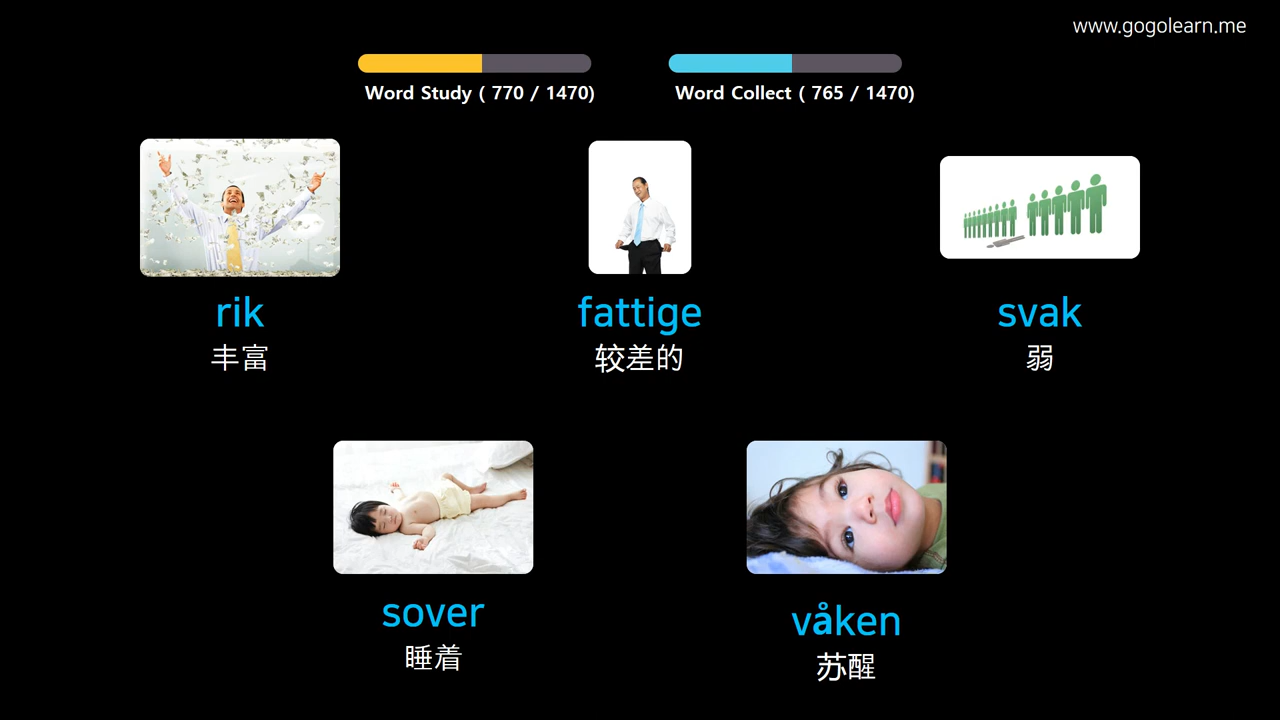 www.gogolearn.me
Word Study ( 770 / 1470)
Word Collect ( 765 / 1470)
rik
丰富
fattige
较差的
svak
弱
sover
睡着
våken
苏醒